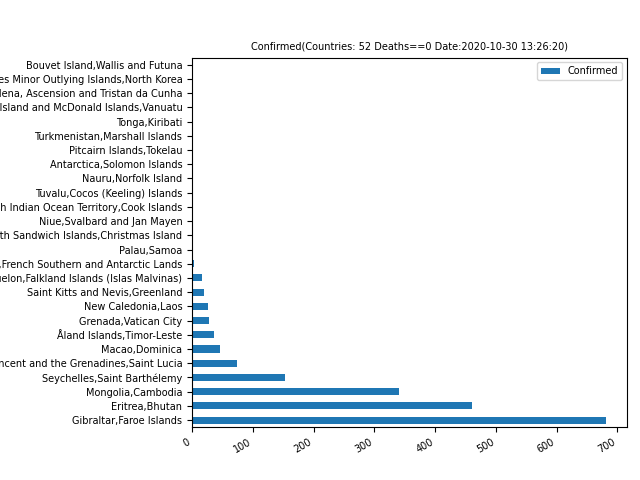 Confirmed(Countries: 52 Deaths==0 Date:2020-10-30 13:26:20)
Confirmed
Bouvet Island,Wallis and Futuna
Minor Outlying Islands,North Korea
Ascension and Tristan da Cunha
Island and McDonald Islands,Vanuatu
Tonga,Kiribati
Turkmenistan,Marshall Islands
Pitcairn Islands,Tokelau
Antarctica,Solomon Islands
Nauru,Norfolk Island
Tuvalu,Cocos (Keeling) Islands
Indian Ocean Territory,Cook Islands
Niue,Svalbard and Jan Mayen
Sandwich Islands,Christmas Island
Palau,Samoa
,French Southern and Antarctic Lands
,Falkland Islands (Islas Malvinas)
Saint Kitts and Nevis,Greenland
New Caledonia,Laos
Grenada,Vatican City
Åland Islands,Timor-Leste
Macao,Dominica
and the Grenadines,Saint Lucia
Seychelles,Saint Barthélemy
Mongolia,Cambodia
Eritrea,Bhutan
Gibraltar,Faroe Islands
0 100 200 300 400 500 600 700